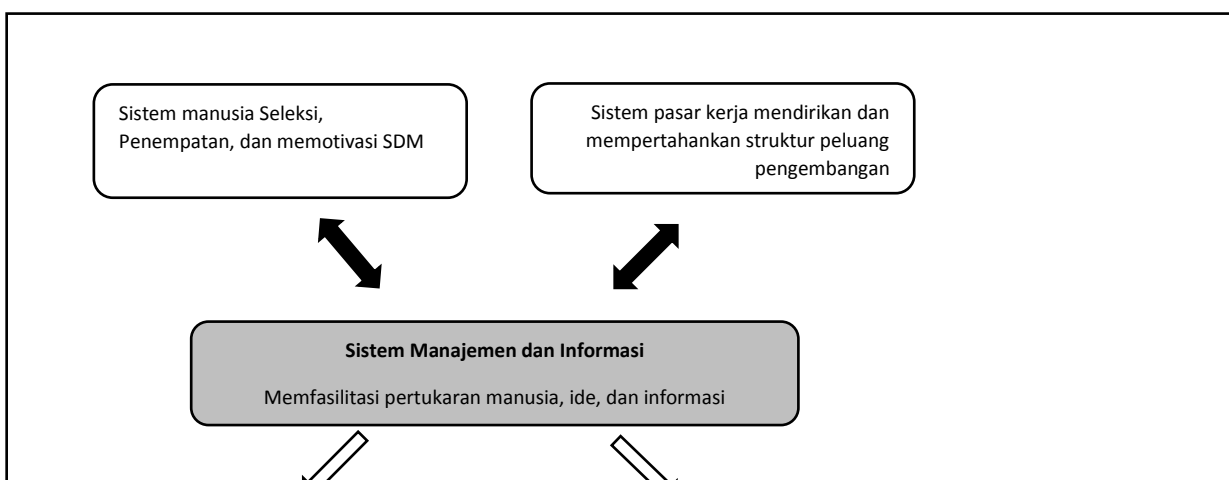 Sistem manusia Seleksi,
Penempatan, dan memotivasi SDM
Sistem pasar kerja mendirikan dan
mempertahankan struktur peluang
pengembangan
Sistem Manajemen dan Informasi
Memfasilitasi pertukaran manusia, ide, dan informasi